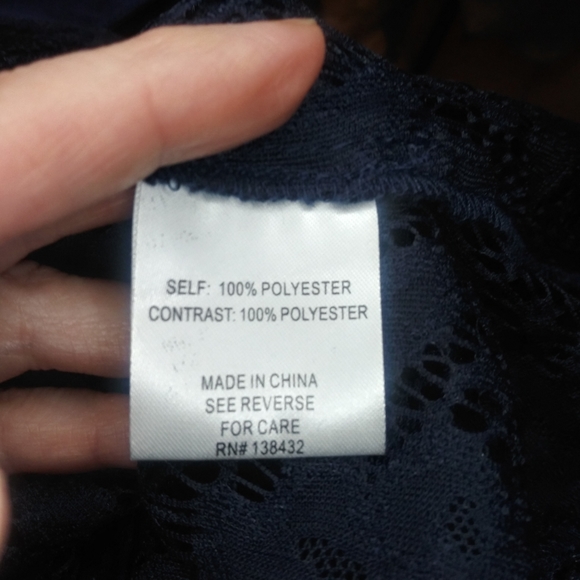 SELF: 100% POLYESTER
CONTRAST: 100% POLYESTER
MADE IN CHINA
SEE REVERSE
FOR CARE
RN# 138432